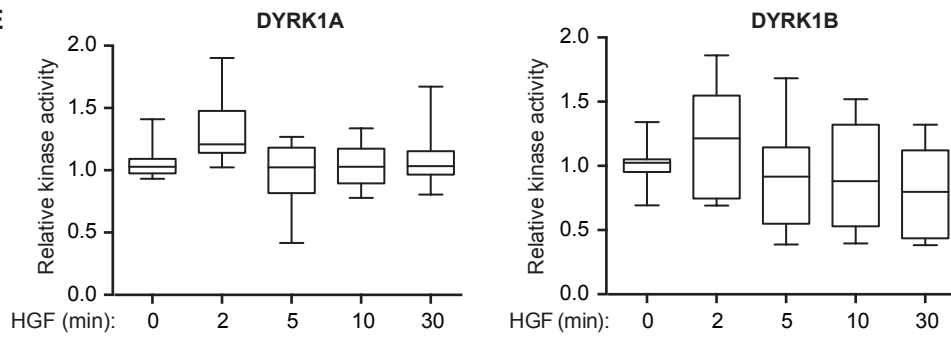 E
DYRK1A
Relative kinase activity
2.0
1.5
1.0
0.5
0.0
HGF (min): 0 2 5 10 30
DYRK1B
Relative kinase activity
2.0
1.5
1.0
0.5
0.0
HGF (min): 0 2 5 10 30